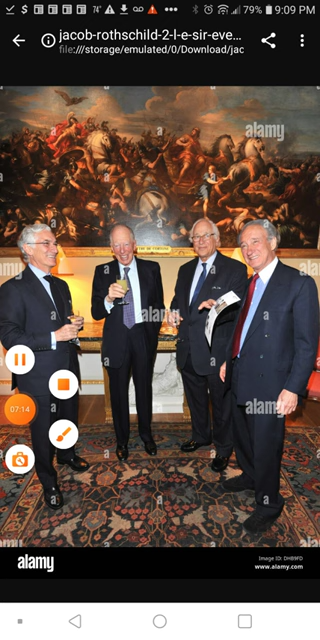 74°
79% 9:09 PM
jacob-rothschild-2-l-e-sir-eve...
file:///storage/emulated/0/Download/jac
alamy
alamy
alamy
alamy
07:14
alamy
Image ID: DHB9FD
www.alamy.com